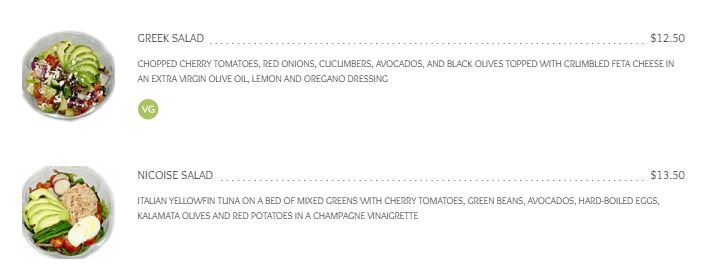 GREEK SALAD $12.50
CHOPPED CHERRY TOMATOES, RED ONIONS, CUCUMBERS, AVOCADOS, AND BLACK OLIVES TOPPED WITH CRUMBLED FETA CHEESE IN
AN EXTRA VIRGIN OLIVE OIL, LEMON AND OREGANO DRESSING
VG
NICOISE SALAD $13.50
ITALIAN YELLOWFIN TUNA ON A BED OF MIXED GREENS WITH CHERRY TOMATOES, GREEN BEANS, AVOCADOS, HARD-BOILED EGGS,
KALAMATA OLIVES AND RED POTATOES IN A CHAMPAGNE VINAIGRETTE